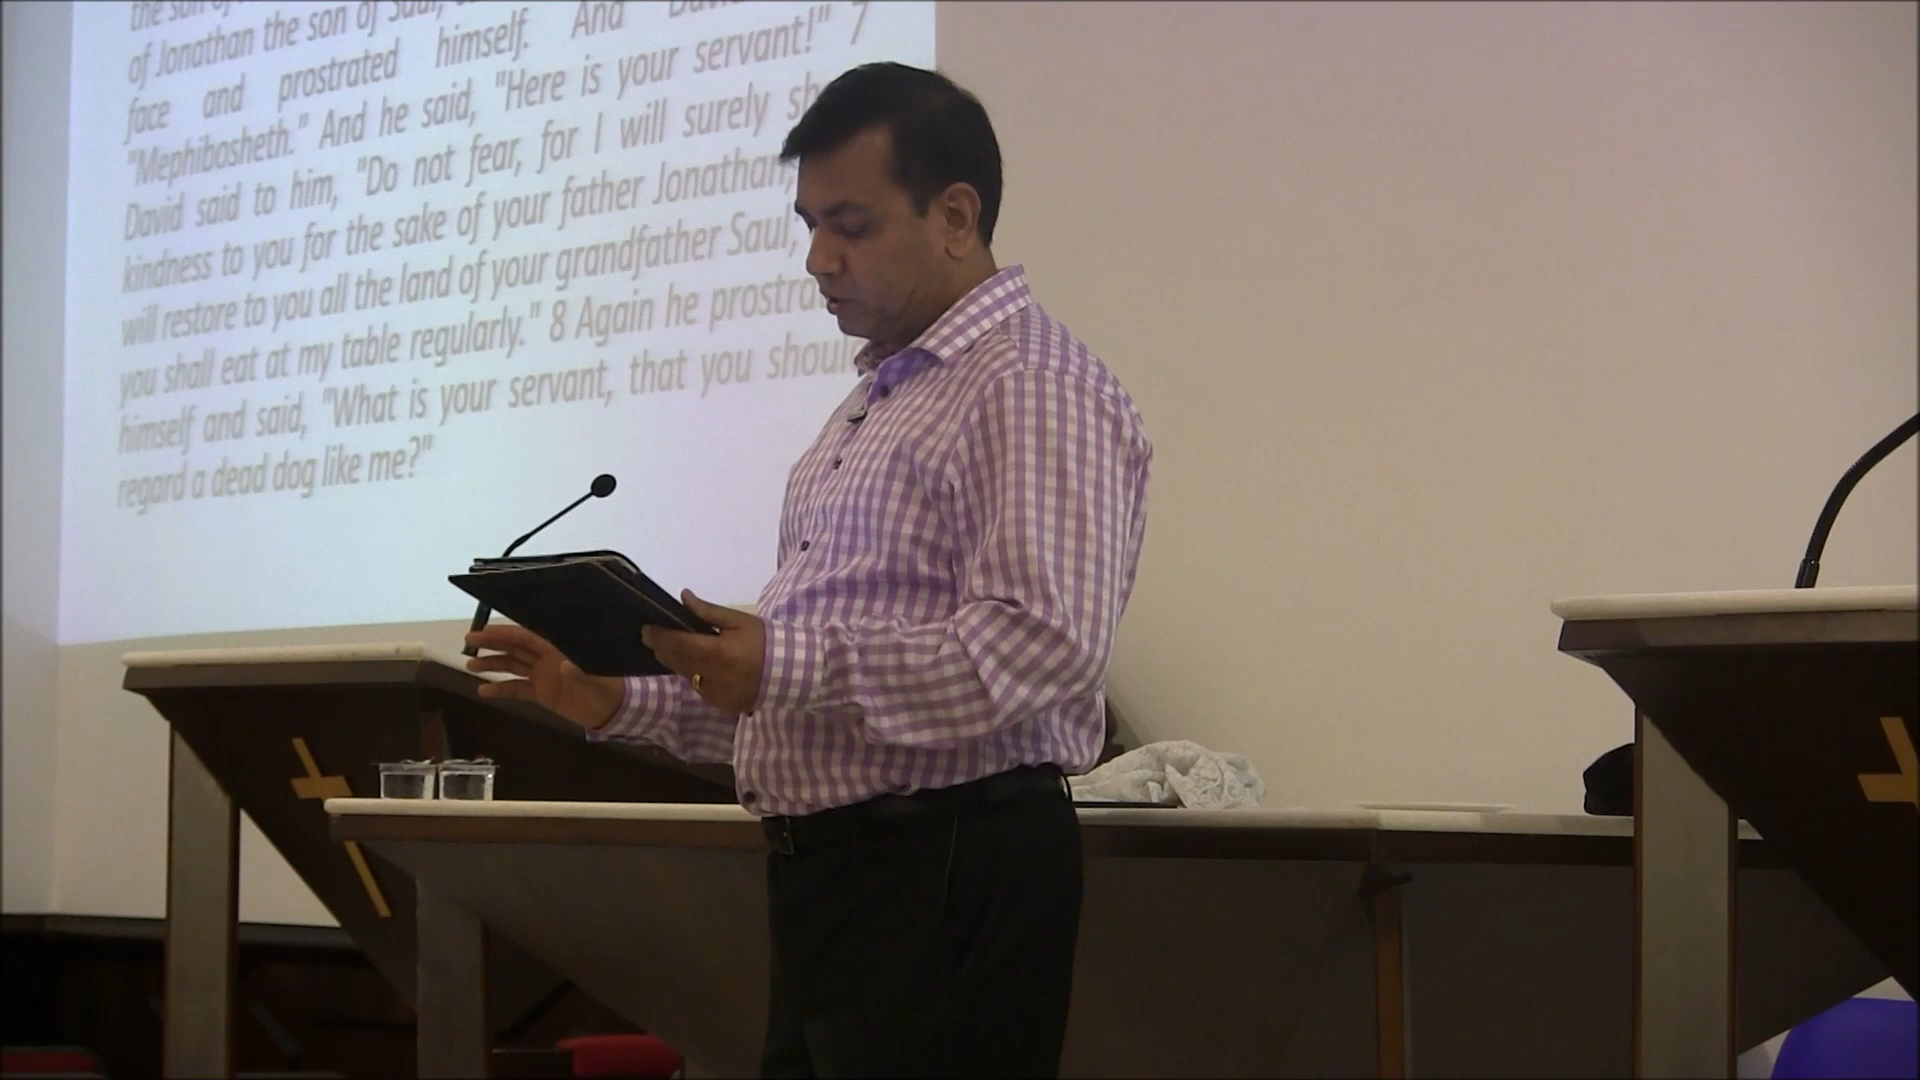 the son of
of Jonathan the son of Saul,
face and prostrated himself. And David
"Mephibosheth." And he said, "Here is your servant!" 7
David said to him, "Do not fear, for I will surely
kindness to you for the sake of your father Jonathan,
will restore to you all the land of your grandfather Saul;
you shall eat at my table regularly." 8 Again he
himself and said, "What is your servant, that you
regard a dead dog like me?"